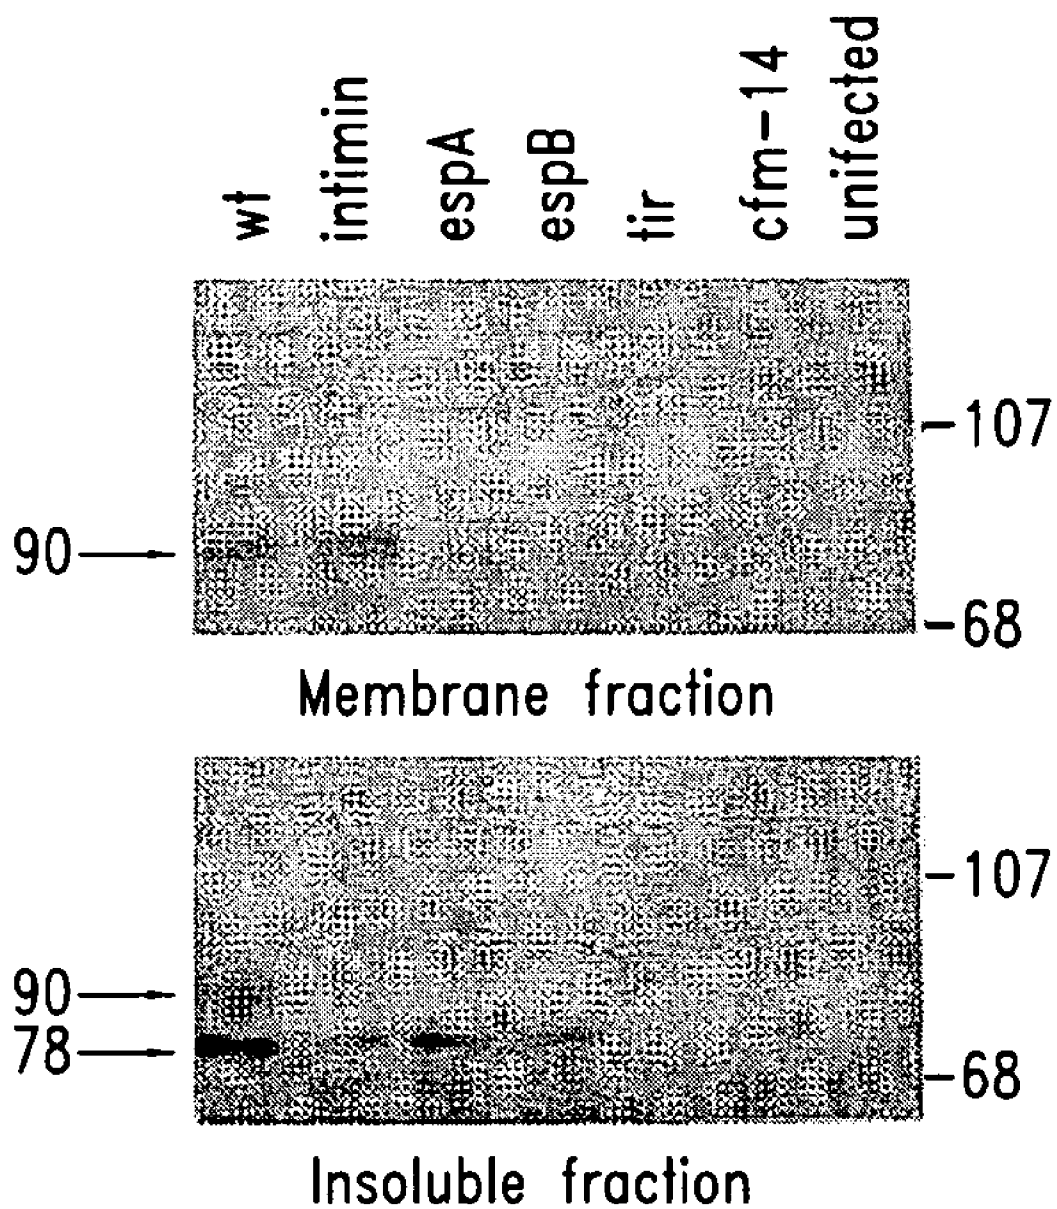 wt
intimin
espA
espB
tir
cfm-14
unifected
-107
90
-68
Membrane fraction
-107
90
78
-68
Insoluble fraction